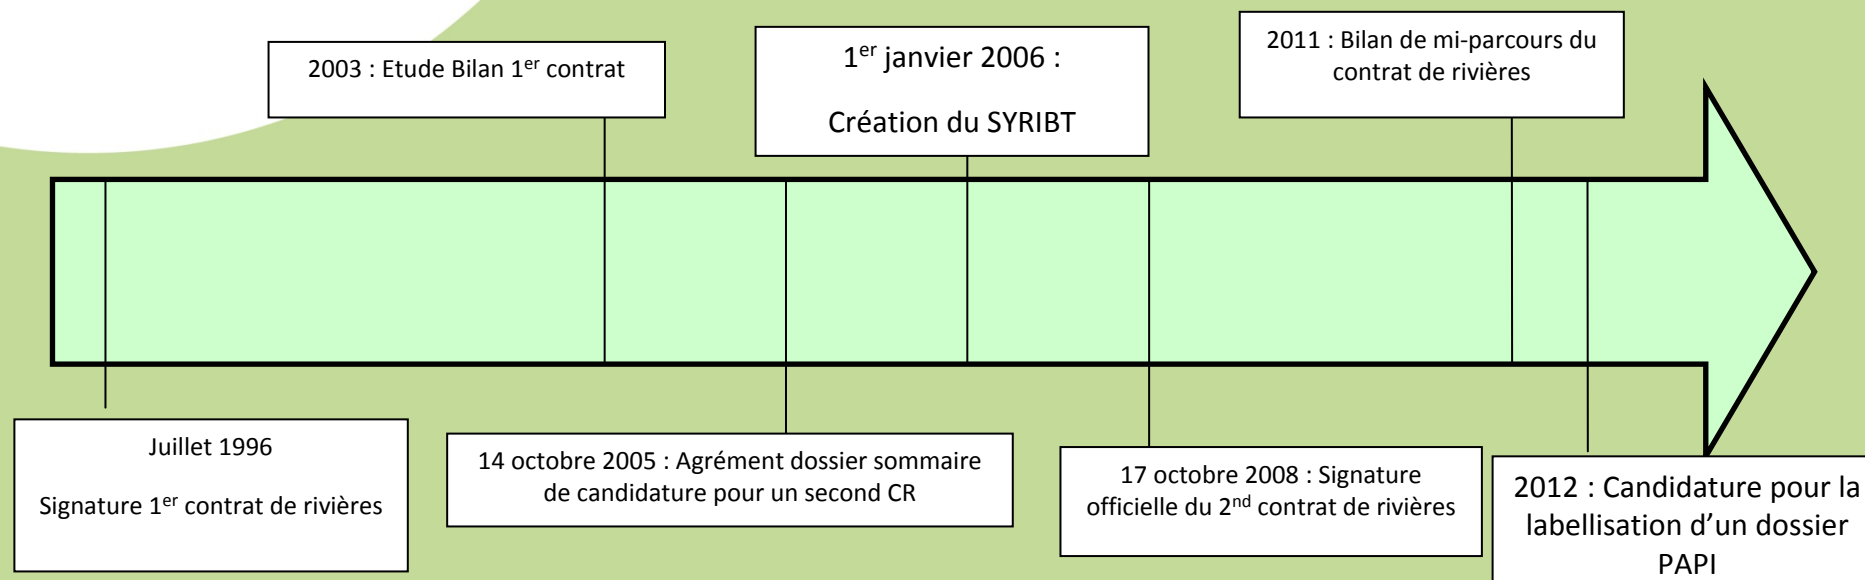 2003 : Etude Bilan 1er contrat
1er janvier 2006 :
Création du SYRIBT
2011 : Bilan de mi-parcours du
contrat de rivières
Juillet 1996
Signature 1er contrat de rivières
14 octobre 2005 : Agrément dossier sommaire
de candidature pour un second CR
17 octobre 2008 : Signature
officielle du 2nd contrat de rivières
2012 : Candidature pour la
labellisation d’un dossier
PAPI